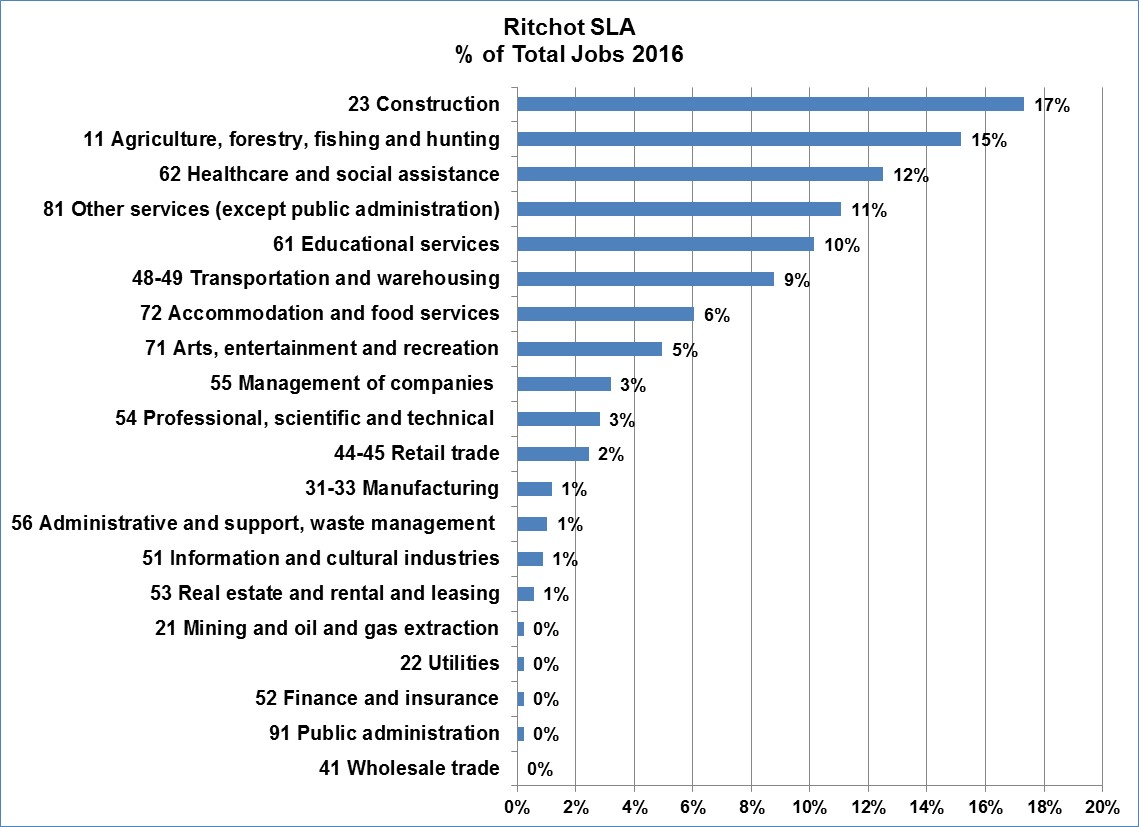 Ritchot SLA
% of Total Jobs 2016
23 Construction 17%
11 Agriculture, forestry, fishing and hunting 15%
62 Healthcare and social assistance 12%
81 Other services (except public administration) 11%
61 Educational services 10%
48-49 Transportation and warehousing 9%
72 Accommodation and food services 6%
71 Arts, entertainment and recreation 5%
55 Management of companies 3%
54 Professional, scientific and technical 3%
44-45 Retail trade 2%
31-33 Manufacturing 1%
56 Administrative and support, waste management 1%
51 Information and cultural industries 1%
53 Real estate and rental and leasing 1%
21 Mining and oil and gas extraction 0%
22 Utilities 0%
52 Finance and insurance 0%
91 Public administration 0%
41 Wholesale trade 0%
0% 2% 4% 6% 8% 10% 12% 14% 16% 18% 20%